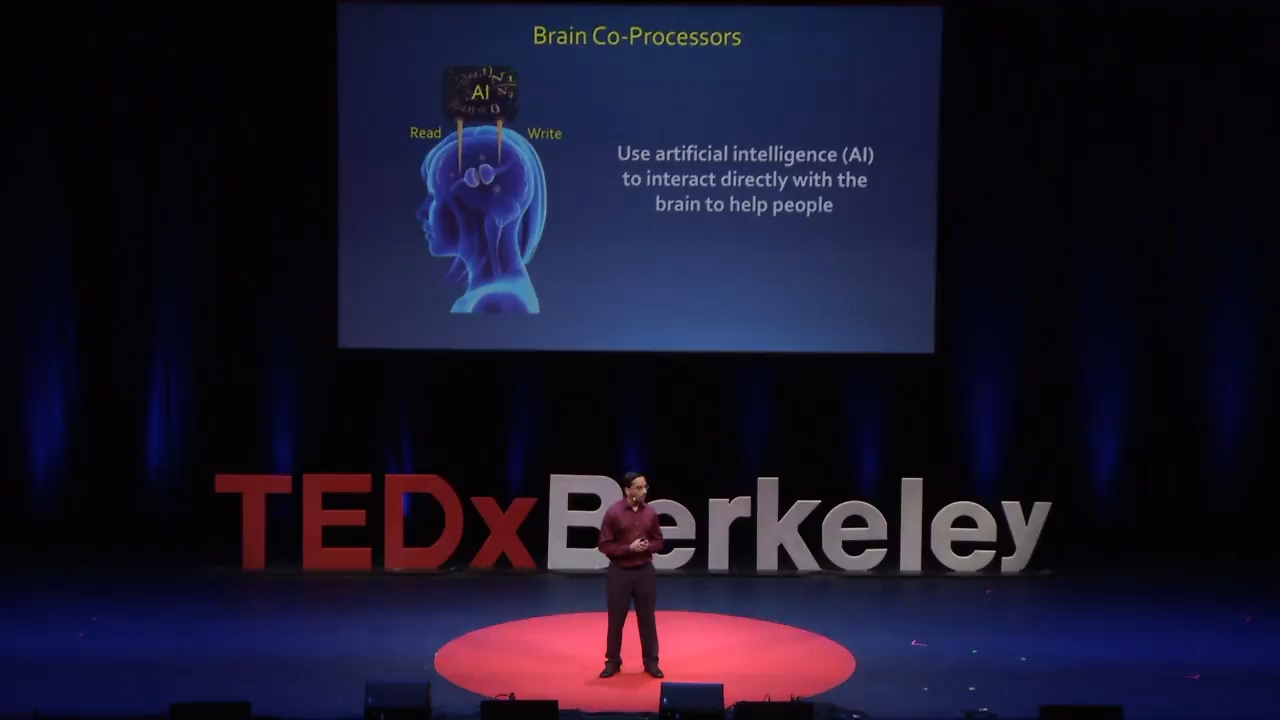 Brain Co-Processors
AI
Read
Write
Use artificial intelligence (AI)
to interact directly with the
brain to help people
TEDxBerkeley